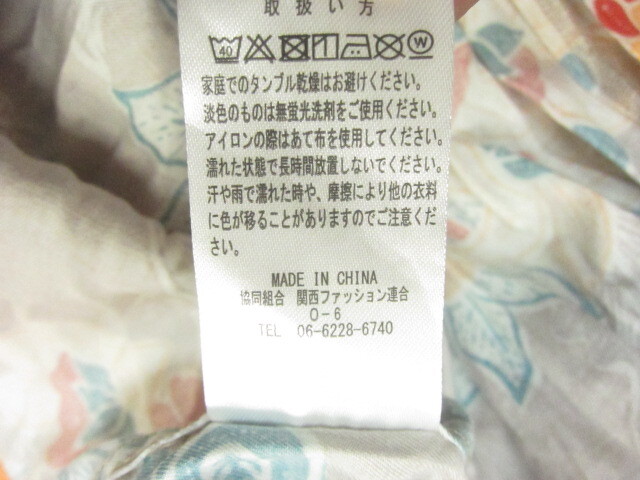 取扱い方
40 W
家庭でのタンブル乾燥はお避けください。
淡色のものは無蛍光洗剤をご使用ください。
アイロンの際はあて布を使用してください。
濡れた状態で長時間放置しないでください。
汗や雨で濡れた時や、摩擦により他の衣料
に色が移ることがありますのでご注意くだ
さい。
MADE IN CHINA
協同組合 関西ファッション連合
O-6
TEL 06-6228-6740